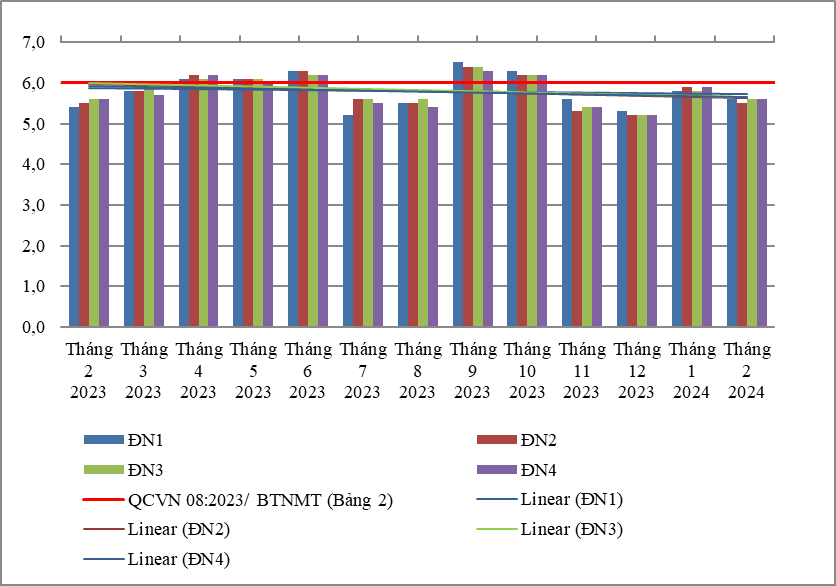 7,0
6,0
5,0
4,0
3,0
2,0
1,0
0,0
Tháng Tháng Tháng Tháng Tháng Tháng Tháng Tháng Tháng Tháng Tháng Tháng Tháng
2 3 4 5 6 7 8 9 10 11 12 1 2
2023 2023 2023 2023 2023 2023 2023 2023 2023 2023 2023 2024 2024
ĐN1 ĐN2
ĐN3 ĐN4
QCVN 08:2023/ BTNMT (Bảng 2) Linear (ĐN1)
Linear (ĐN2) Linear (ĐN3)
Linear (ĐN4)